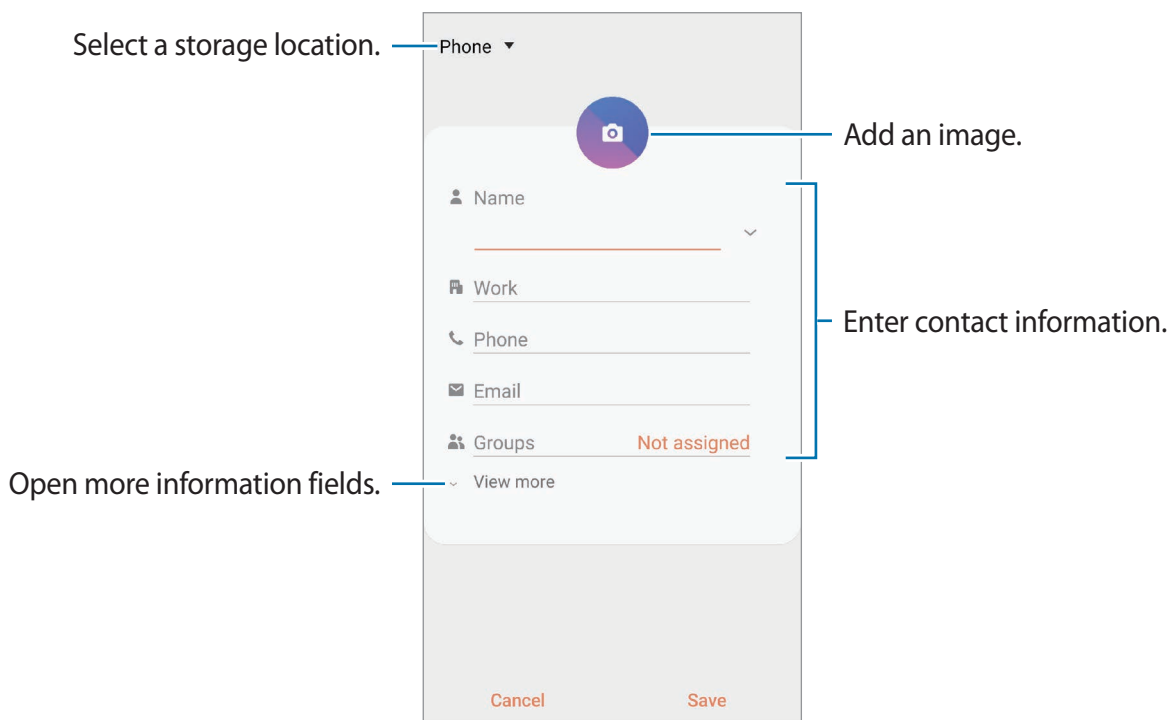 Select a storage location.
Phone
Add an image.
Name
Work
Enter contact information.
Phone
Email
Groups Not assigned
Open more information fields.
View more
Cancel Save